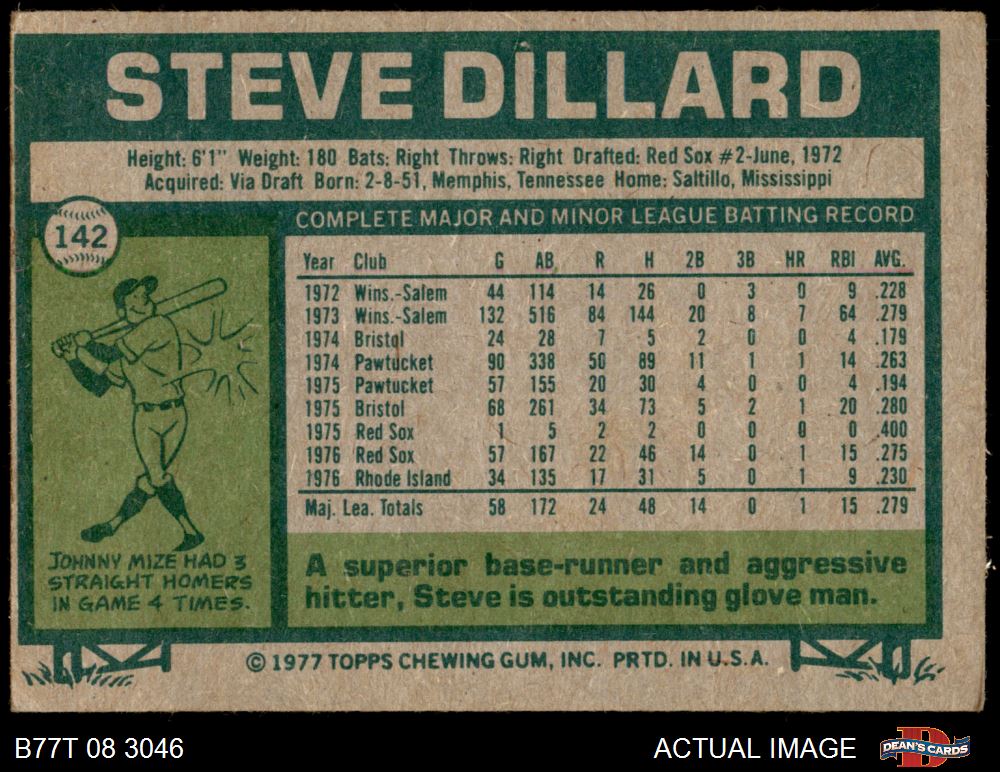 STEVE DILLARD
Height: 6'1" Weight: 180 Bats: Right Throws: Right Drafted: Red Sox #2-June, 1972
Acquired: Via Draft Born: 2-8-51, Memphis, Tennessee Home: Saltillo, Mississippi
142
COMPLETE MAJOR AND MINOR LEAGUE BATTING RECORD
Year Club G AB R H 2B 3B HR RBI AVG.
1972 Wins.-Salem 44 114 14 26 0 3 0 9 .228
1973 Wins.-Salem 132 516 84 144 20 8 7 64 .279
1974 Bristol 24 28 7 5 2 0 0 4 .179
1974 Pawtucket 90 338 50 89 11 1 1 14 .263
1975 Pawtucket 57 155 20 30 4 0 0 4 .194
1975 Bristol 68 261 34 73 5 2 1 20 .280
1975 Red Sox 1 5 2 2 0 0 0 0 .400
1976 Red Sox 57 167 22 46 14 0 1 15 .275
1976 Rhode Island 34 135 17 31 5 0 1 9 .230
Maj. Lea. Totals 58 172 24 48 14 0 1 15 .279
JOHNNY MIZE HAD 3
STRAIGHT HOMERS
IN GAME 4 TIMES.
A superior base-runner and aggressive
hitter, Steve is outstanding glove man.
© 1977 TOPPS CHEWING GUM, INC. PRTD. IN U.S.A.
B77T 08 3046
ACTUAL IMAGE
D
DEAN'S CARDS